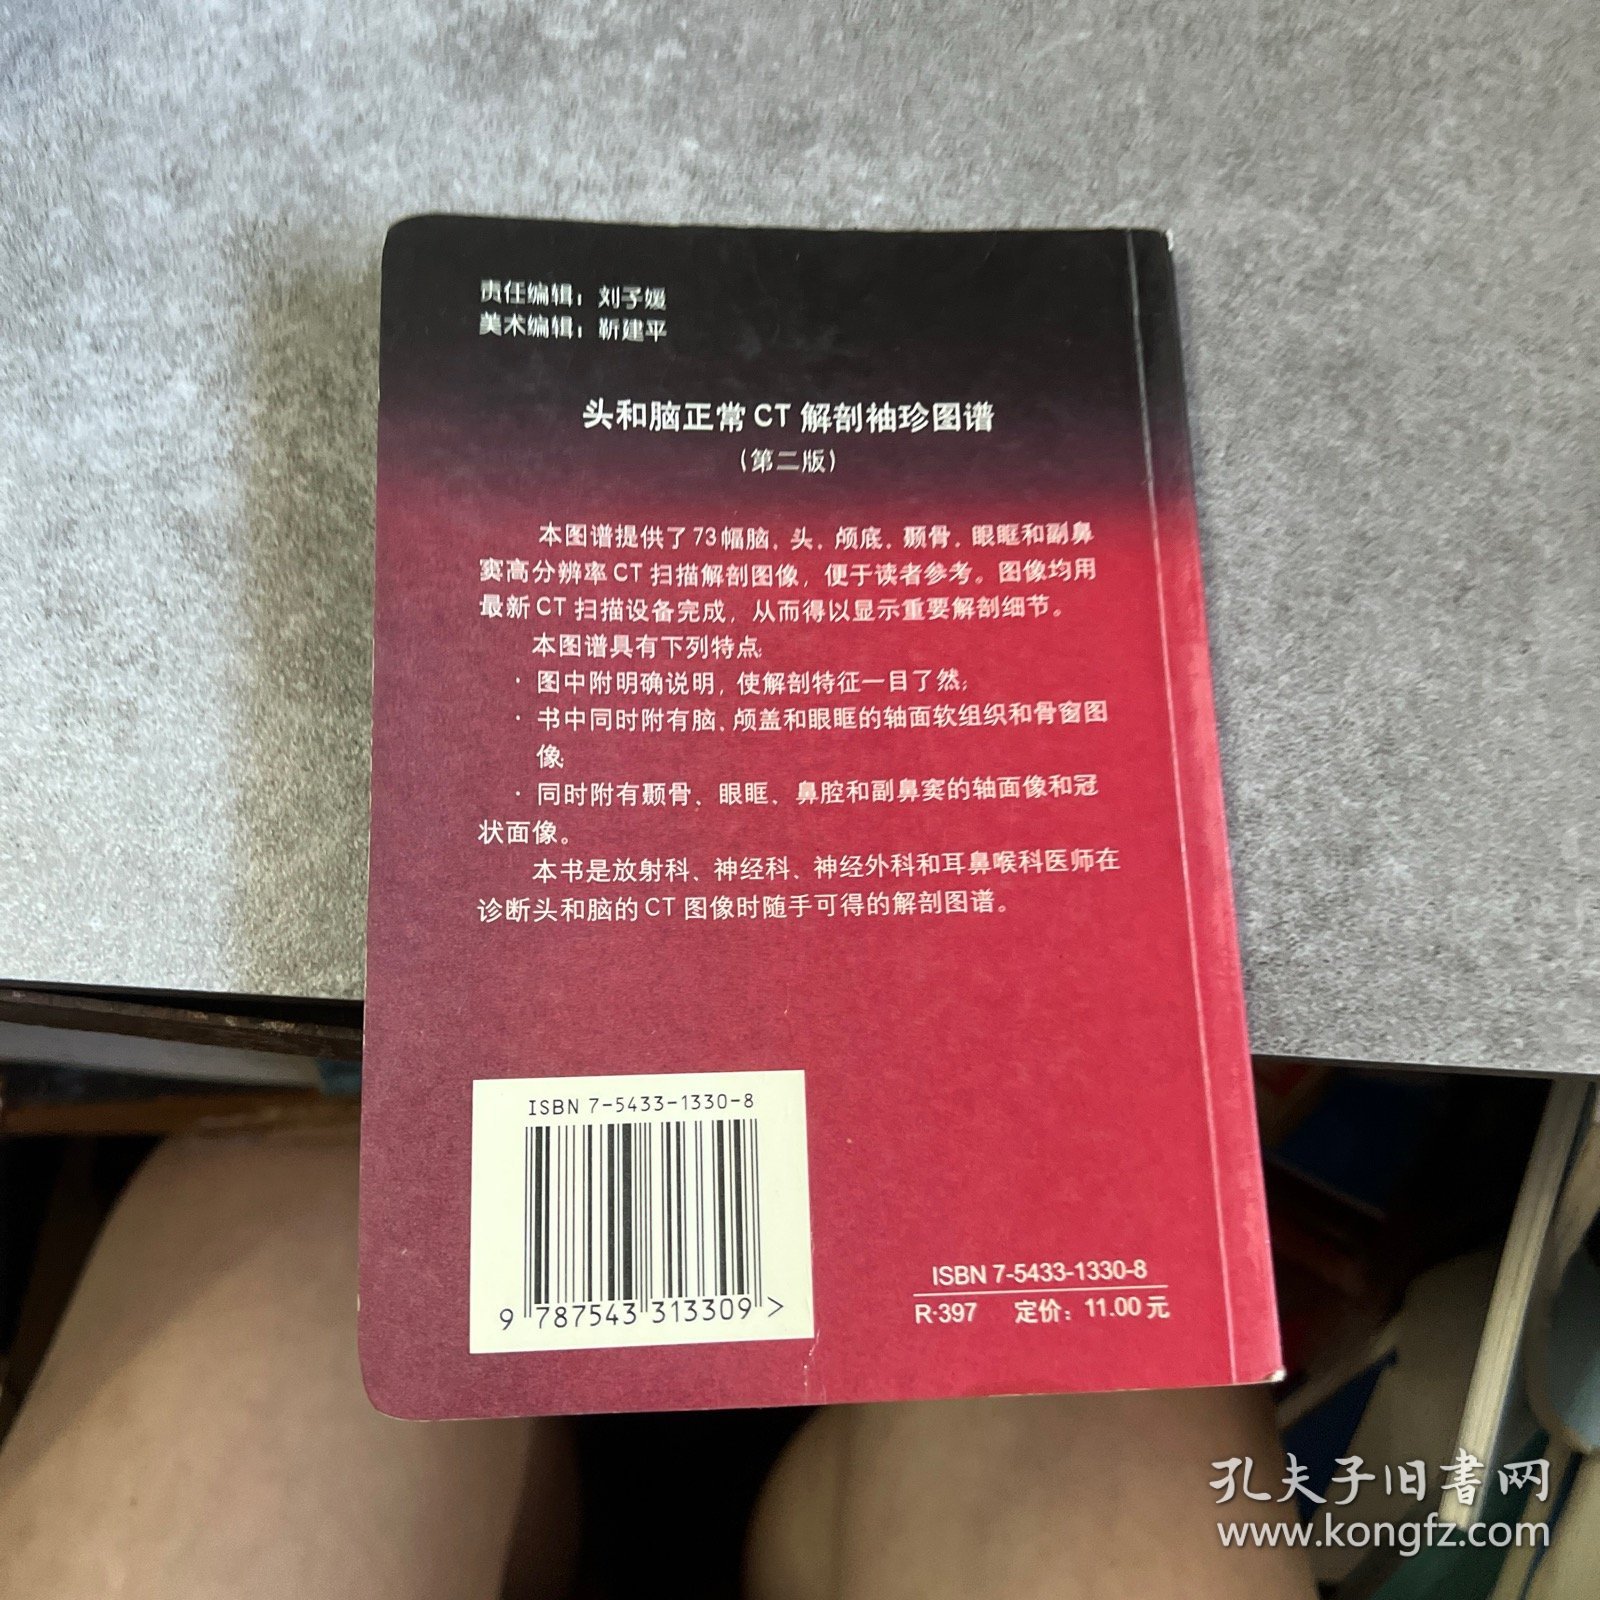 责任编辑：刘子媛
美术编辑：靳建平
头和脑正常CT解剖袖珍图谱
（第二版）
本图谱提供了73幅脑、头、颅底、颞骨、眼眶和副鼻
窦高分辨率CT扫描解剖图像，便于读者参考。图像均用
最新CT扫描设备完成，从而得以显示重要解剖细节。
本图谱具有下列特点：
· 图中附明确说明，使解剖特征一目了然；
· 书中同时附有脑、颅盖和眼眶的轴面软组织和骨窗图
像；
· 同时附有颞骨、眼眶、鼻腔和副鼻窦的轴面像和冠
状面像。
本书是放射科、神经科、神经外科和耳鼻喉科医师在
诊断头和脑的CT图像时随手可得的解剖图谱。
ISBN 7-5433-1330-8
9 787543 313309 >
ISBN 7-5433-1330-8
R·397 定价：11.00元
孔夫子旧书网
www.kongfz.com